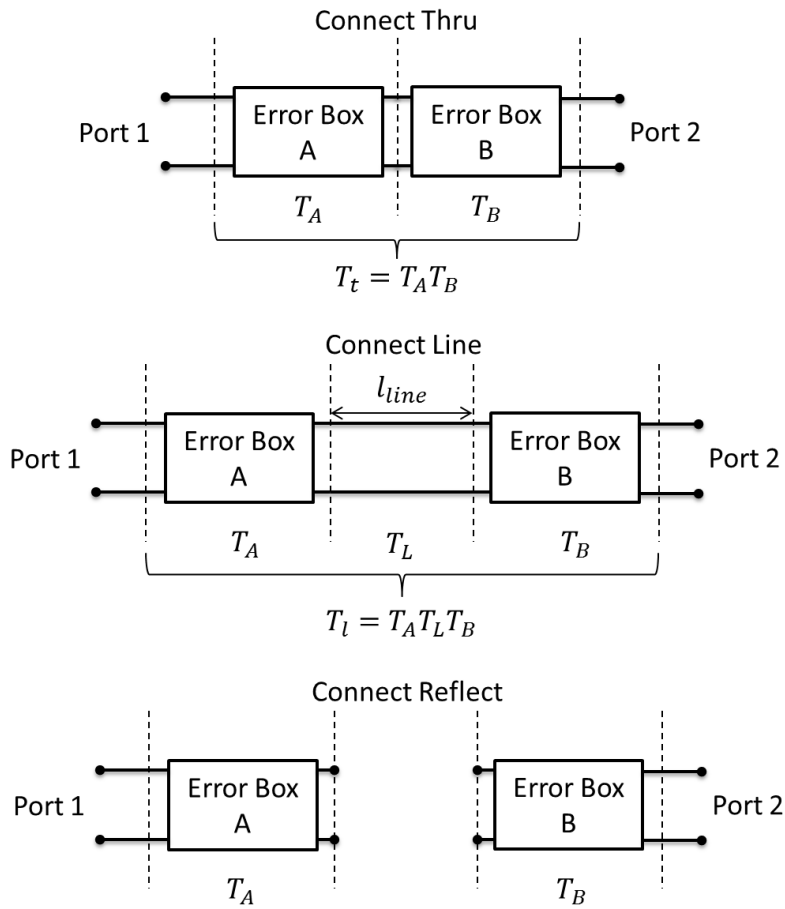 Connect Thru
Port 1
Error Box
A
Error Box
B
Port 2
T_A
T_B
T_t = T_A T_B
Connect Line
l_{line}
Port 1
Error Box
A
Error Box
B
Port 2
T_A
T_L
T_B
T_l = T_A T_L T_B
Connect Reflect
Port 1
Error Box
A
Error Box
B
Port 2
T_A
T_B